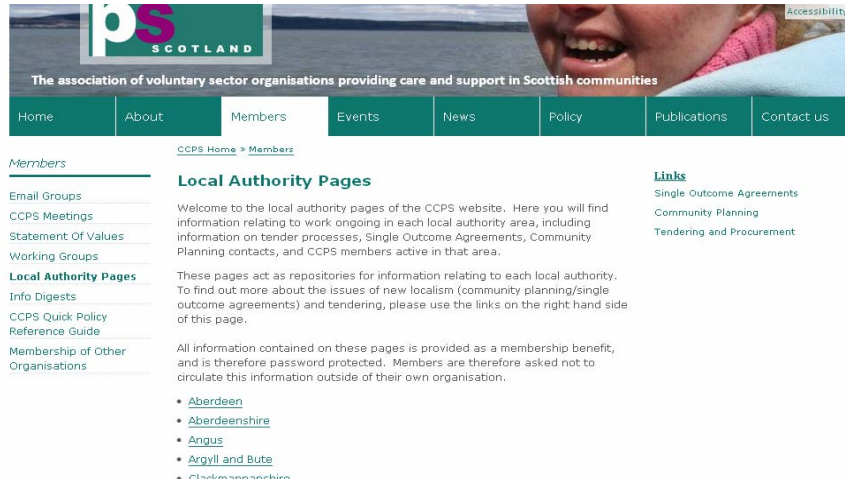 Accessibility
ps
SCOTLAND
The association of voluntary sector organisations providing care and support in Scottish communities
Home About Members Events News Policy Publications Contact us
CCPS Home » Members
Members
Email Groups
CCPS Meetings
Statement Of Values
Working Groups
Local Authority Pages
Info Digests
CCPS Quick Policy
Reference Guide
Membership of Other
Organisations
Local Authority Pages
Welcome to the local authority pages of the CCPS website. Here you will find
information relating to work ongoing in each local authority area, including
information on tender processes, Single Outcome Agreements, Community
Planning contacts, and CCPS members active in that area.
These pages act as repositories for information relating to each local authority.
To find out more about the issues of new localism (community planning/single
outcome agreements) and tendering, please use the links on the right hand side
of this page.
All information contained on these pages is provided as a membership benefit,
and is therefore password protected. Members are therefore asked not to
circulate this information outside of their own organisation.
• Aberdeen
• Aberdeenshire
• Angus
• Argyll and Bute
• Clackmannanshire
Links
Single Outcome Agreements
Community Planning
Tendering and Procurement